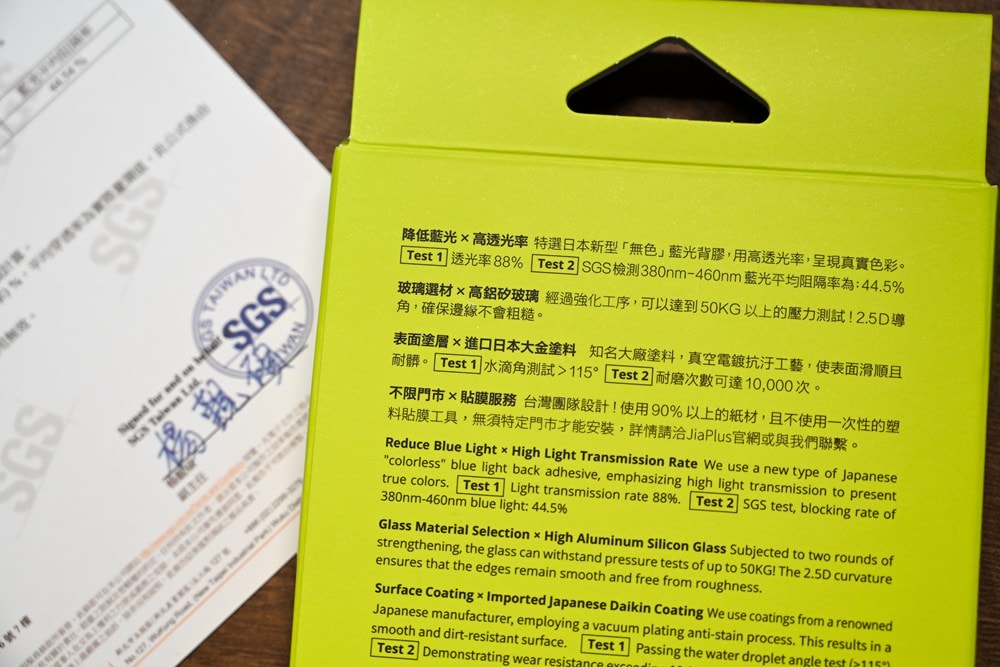 降低藍光 × 高透光率 特選日本新型「無色」藍光背膠，用高透光率，呈現真實色彩。
Test 1 透光率88% Test 2 SGS檢測380nm-460nm藍光平均阻隔率為：44.5%
玻璃選材 × 高鋁矽玻璃 經過強化工序，可以達到50KG以上的壓力測試！2.5D導
角，確保邊緣不會粗糙。
表面塗層 × 進口日本大金塗料 知名大廠塗料，真空電鍍抗汙工藝，使表面滑順且
耐髒。 Test 1 水滴角測試＞115° Test 2 耐磨次數可達10,000次。
不限門市 × 貼膜服務 台灣團隊設計！使用90%以上的紙材，且不使用一次性的塑
料貼膜工具，無須特定門市才能安裝，詳情請洽JiaPlus官網或與我們聯繫。
Reduce Blue Light × High Light Transmission Rate We use a new type of Japanese
"colorless" blue light back adhesive, emphasizing high light transmission to present
true colors. Test 1 Light transmission rate 88%. Test 2 SGS test, blocking rate of
380nm-460nm blue light: 44.5%
Glass Material Selection × High Aluminum Silicon Glass Subjected to two rounds of
strengthening, the glass can withstand pressure tests of up to 50KG! The 2.5D curvature
ensures that the edges remain smooth and free from roughness.
Surface Coating × Imported Japanese Daikin Coating We use coatings from a renowned
Japanese manufacturer, employing a vacuum plating anti-stain process. This results in a
smooth and dirt-resistant surface. Test 1 Passing the water droplet angle test (>115°)
Test 2 Demonstrating wear resistance
SGS TAIWAN LTD
SGS
TAIWAN
Signed for and on behalf
SGS Taiwan Ltd.
SGS
SGS